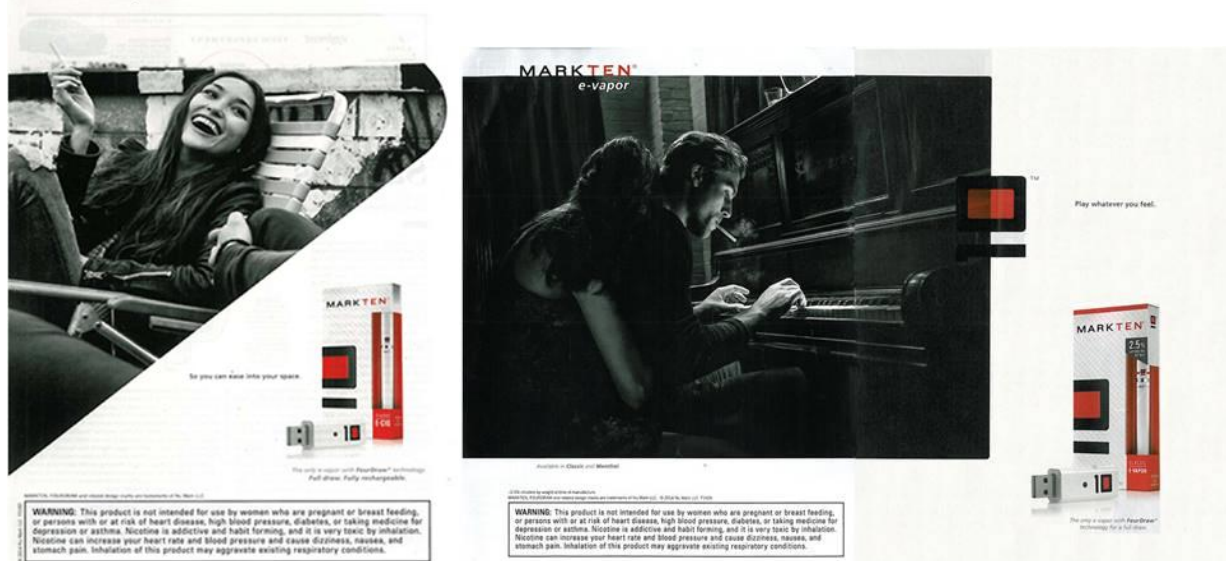 So you can ease into your space.
MARKTEN
E-CIG
The only e-vapor with FourDraw™ technology
Full draw. Fully rechargeable.
WARNING: This product is not intended for use by women who are pregnant or breast feeding,
or persons with or at risk of heart disease, high blood pressure, diabetes, or taking medicine for
depression or asthma. Nicotine is addictive and habit forming, and it is very toxic by inhalation.
Nicotine can increase your heart rate and blood pressure and cause dizziness, nausea, and
stomach pain. Inhalation of this product may aggravate existing respiratory conditions.
MARKTEN®
e-vapor
Available in Classic and Menthol
WARNING: This product is not intended for use by women who are pregnant or breast feeding,
or persons with or at risk of heart disease, high blood pressure, diabetes, or taking medicine for
depression or asthma. Nicotine is addictive and habit forming, and it is very toxic by inhalation.
Nicotine can increase your heart rate and blood pressure and cause dizziness, nausea, and
stomach pain. Inhalation of this product may aggravate existing respiratory conditions.
TM
Play whatever you feel.
MARKTEN
2.5%
E-VAPOR
The only e-vapor with FourDraw™
technology for a full draw.